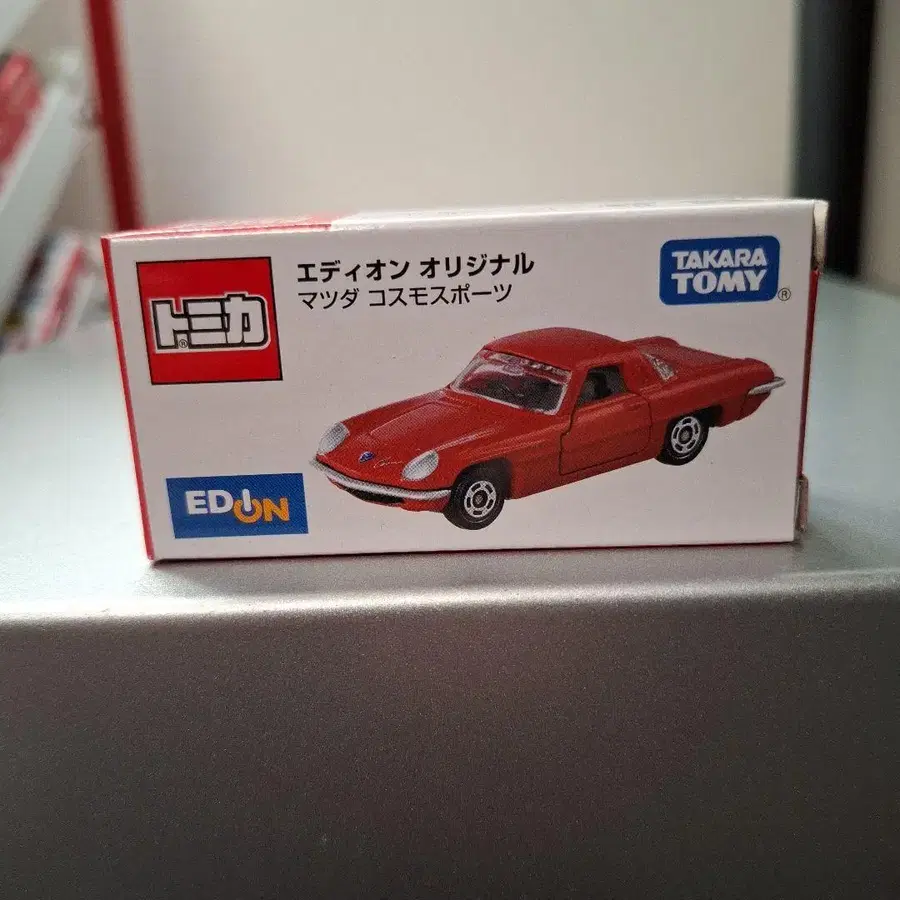 エディオン オリジナル
マツダ コスモスポーツ
トミカ®
TAKARA
TOMY®
EDION